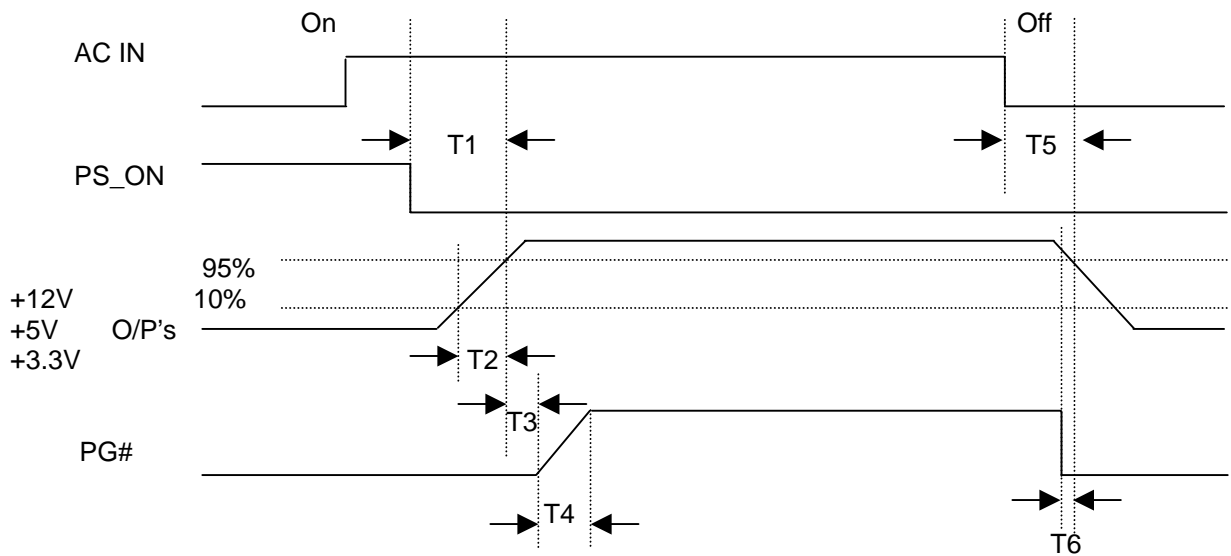 On Off
AC IN
T1 T5
PS_ON
95%
+12V 10%
+5V O/P's
+3.3V
T2
T3
PG#
T4
T6